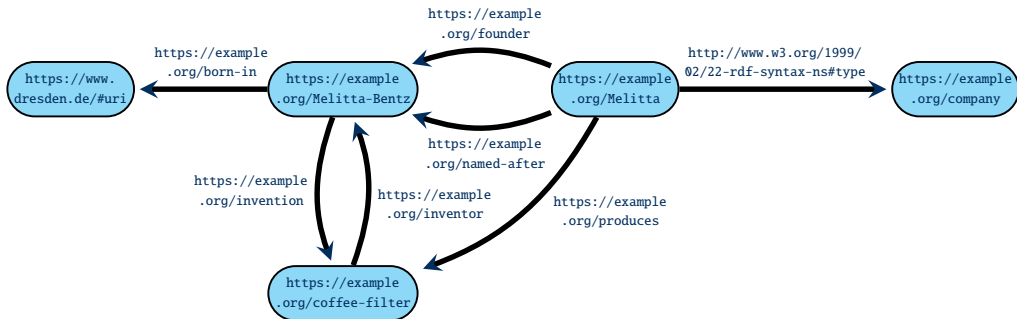 https://example
.org/founder
https://example
.org/born-in
http://www.w3.org/1999/
02/22-rdf-syntax-ns#type
https://www.
dresden.de/#uri
https://example
.org/Melitta-Bentz
https://example
.org/Melitta
https://example
.org/company
https://example
.org/named-after
https://example
.org/invention
https://example
.org/inventor
https://example
.org/produces
https://example
.org/coffee-filter